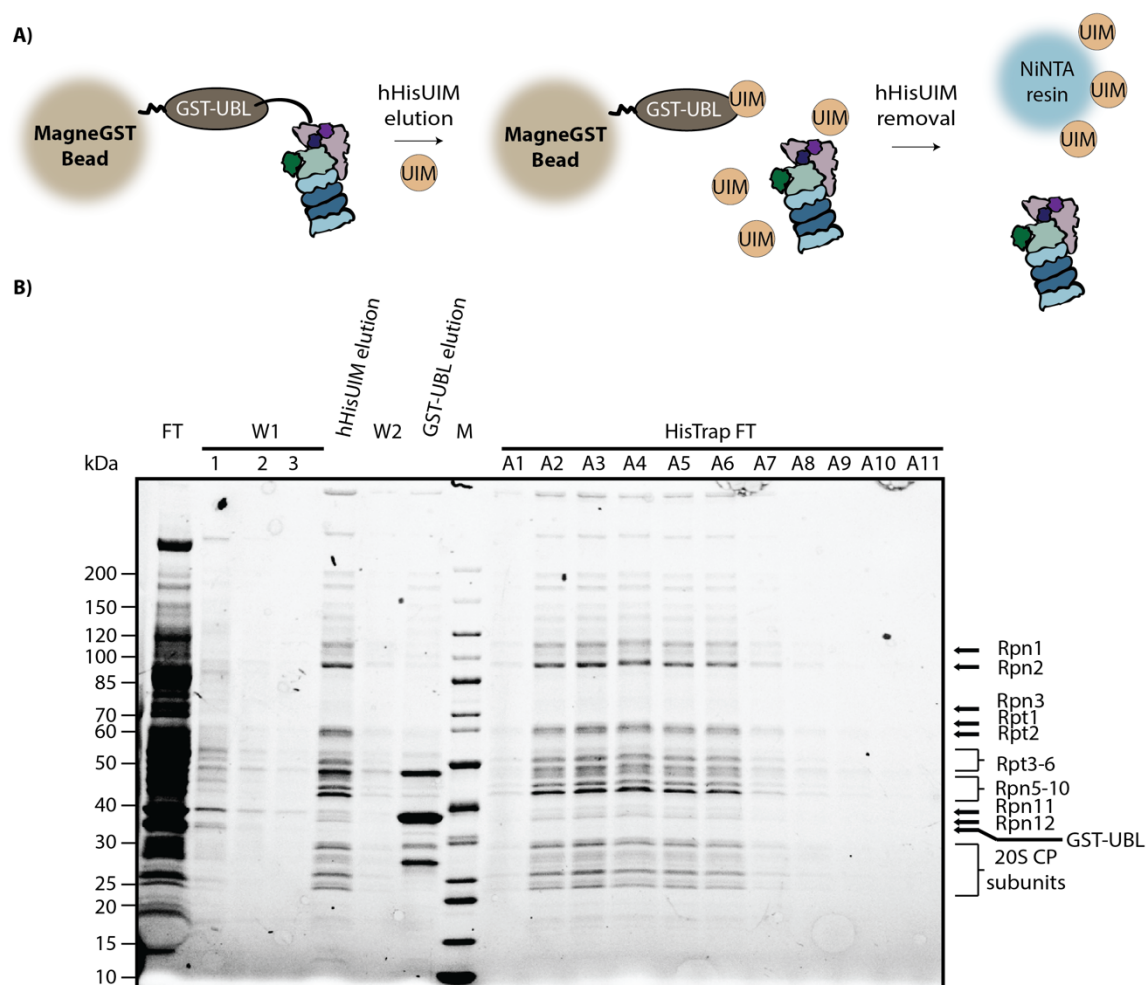 A)
MagneGST
Bead
GST-UBL
hHisUIM
elution
UIM
MagneGST
Bead
GST-UBL
UIM
UIM
UIM
UIM
hHisUIM
removal
NiNTA
resin
UIM
UIM
UIM
B)
kDa
FT
W1
1 2 3
hHisUIM elution
W2
GST-UBL elution
M
HisTrap FT
A1 A2 A3 A4 A5 A6 A7 A8 A9 A10 A11
200
150
120
100
85
70
60
50
40
30
25
20
15
10
Rpn1
Rpn2
Rpn3
Rpt1
Rpt2
Rpt3-6
Rpn5-10
Rpn11
Rpn12
GST-UBL
20S CP
subunits